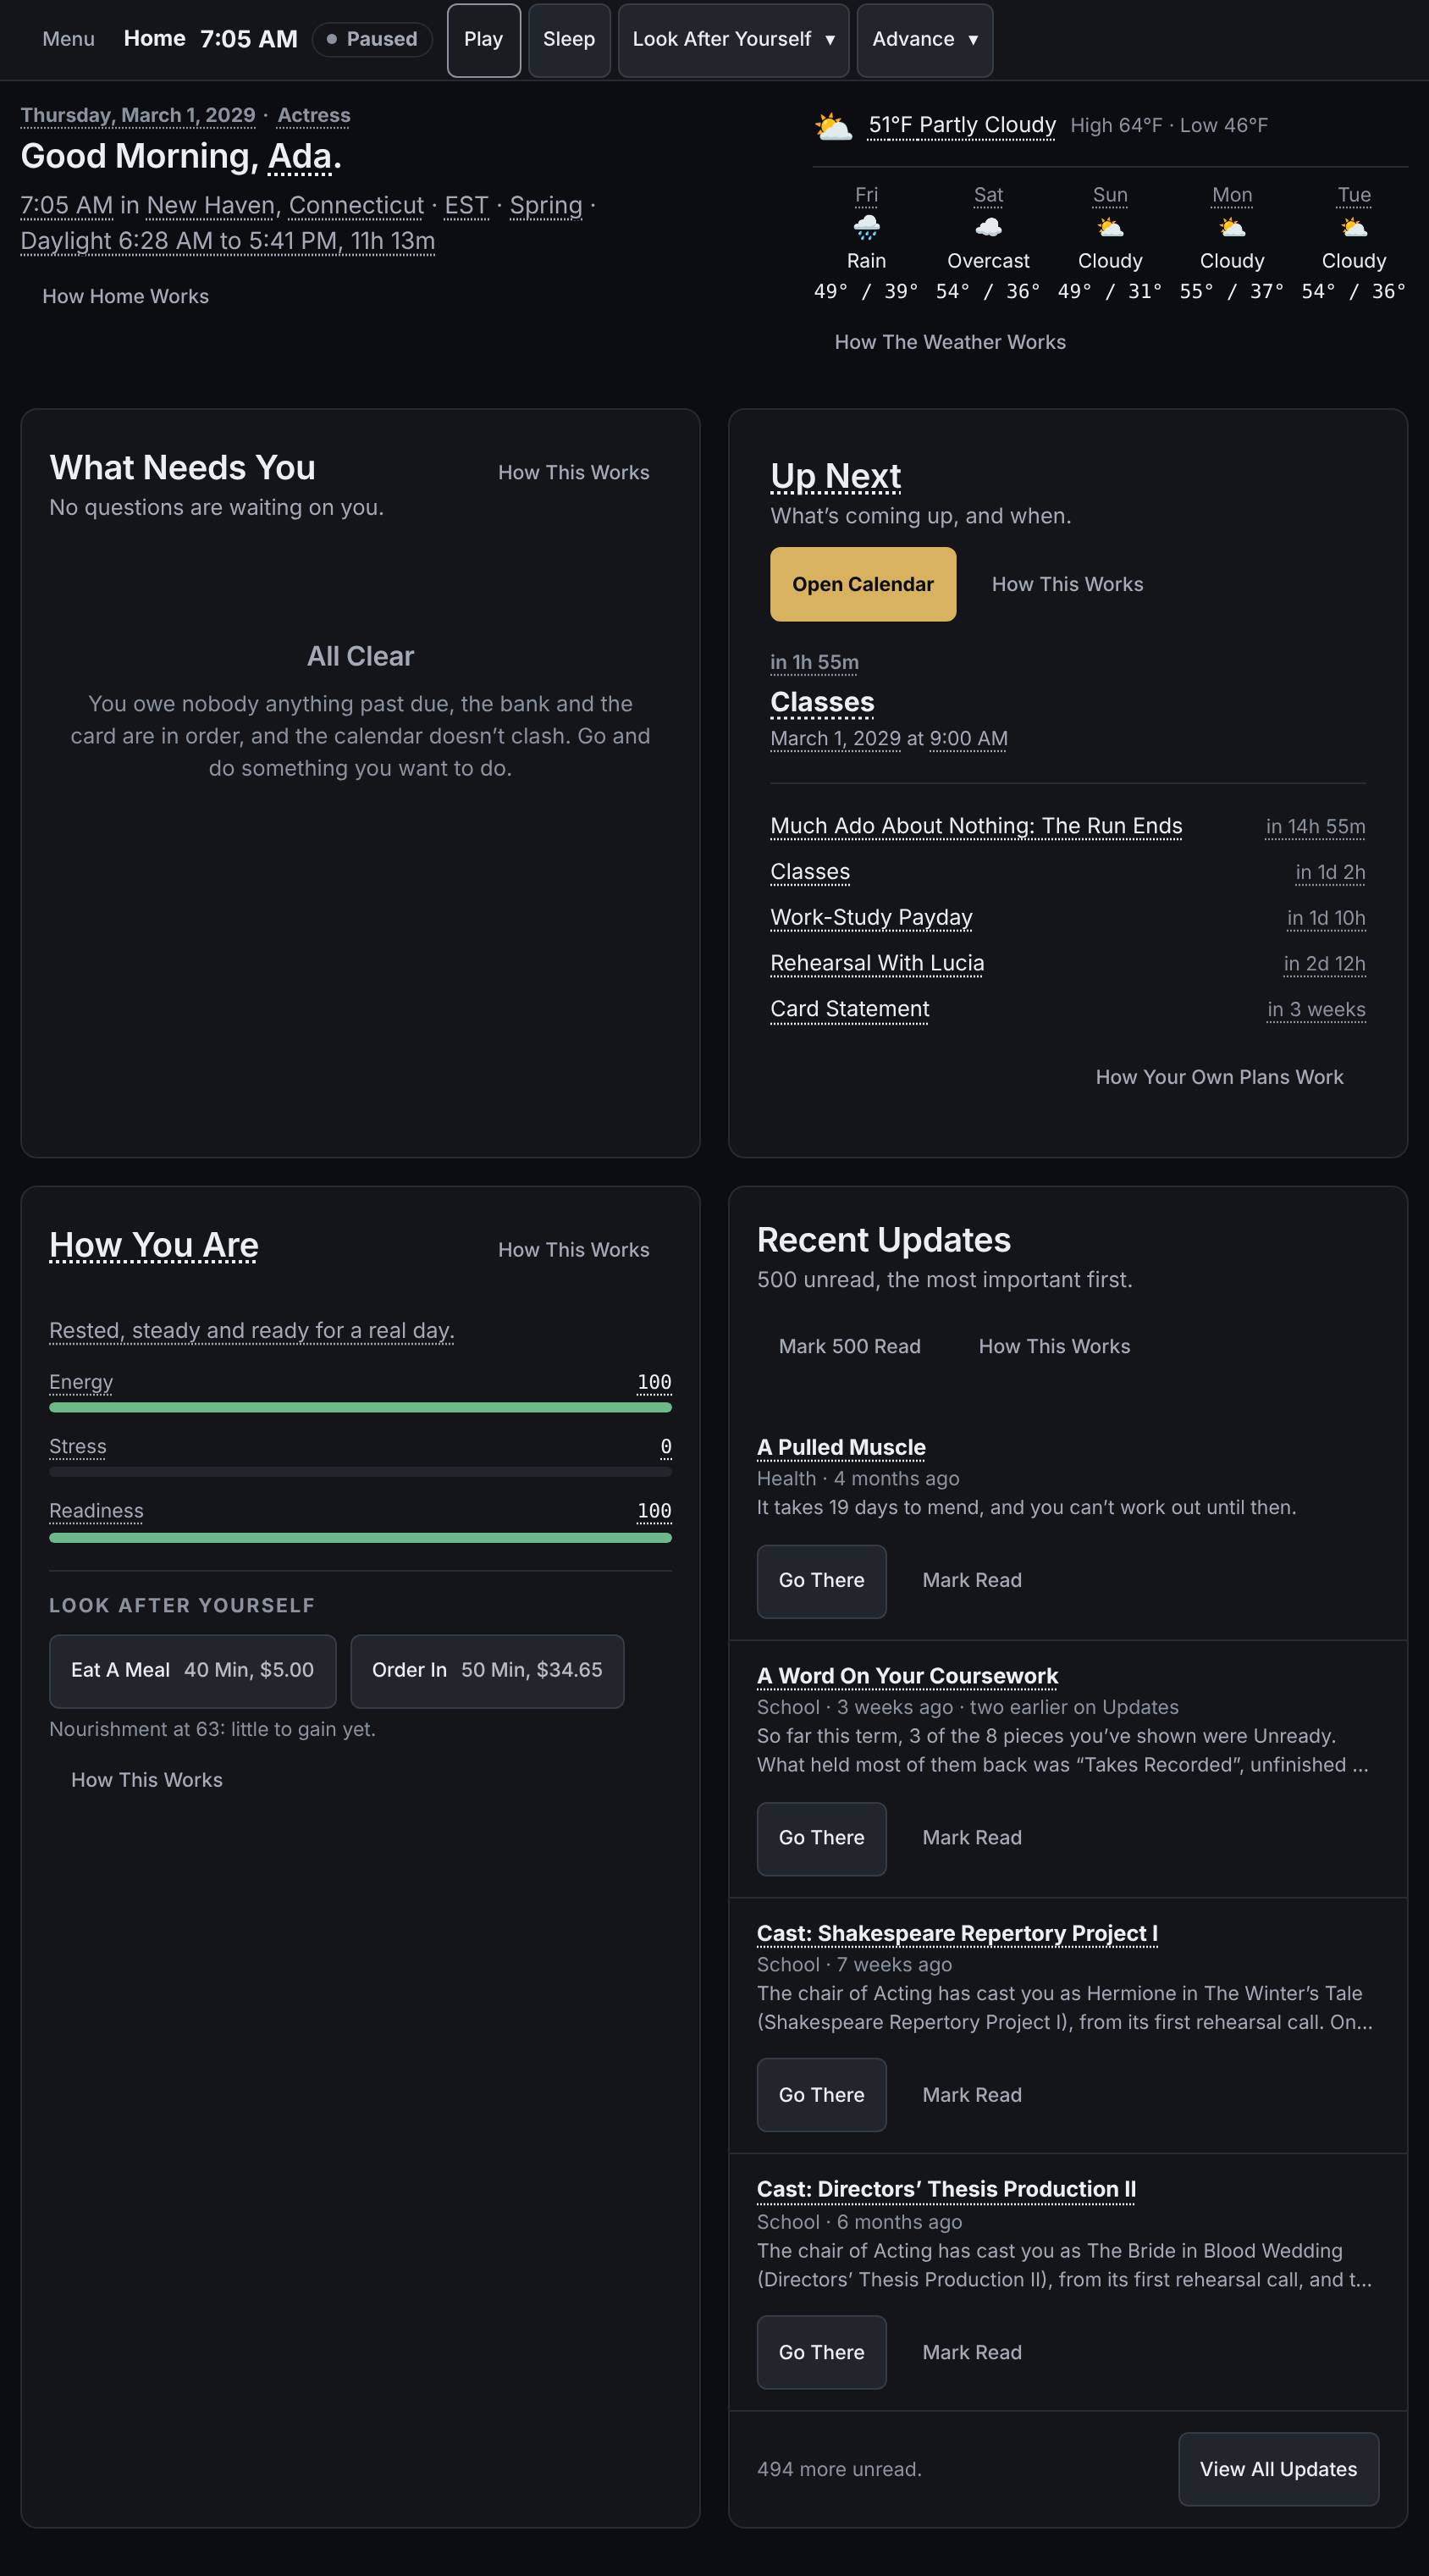 Menu Home 7:05 AM Paused Play Sleep Look After Yourself ▾ Advance ▾
Thursday, March 1, 2029 · Actress
Good Morning, Ada.
7:05 AM in New Haven, Connecticut · EST · Spring ·
Daylight 6:28 AM to 5:41 PM, 11h 13m
How Home Works
51°F Partly Cloudy High 64°F · Low 46°F
Fri Sat Sun Mon Tue
Rain Overcast Cloudy Cloudy Cloudy
49° / 39° 54° / 36° 49° / 31° 55° / 37° 54° / 36°
How The Weather Works
What Needs You
How This Works
No questions are waiting on you.
All Clear
You owe nobody anything past due, the bank and the
card are in order, and the calendar doesn’t clash. Go and
do something you want to do.
Up Next
What’s coming up, and when.
Open Calendar How This Works
in 1h 55m
Classes
March 1, 2029 at 9:00 AM
Much Ado About Nothing: The Run Ends in 14h 55m
Classes in 1d 2h
Work-Study Payday in 1d 10h
Rehearsal With Lucia in 2d 12h
Card Statement in 3 weeks
How Your Own Plans Work
How You Are
How This Works
Rested, steady and ready for a real day.
Energy 100
Stress 0
Readiness 100
LOOK AFTER YOURSELF
Eat A Meal 40 Min, $5.00 Order In 50 Min, $34.65
Nourishment at 63: little to gain yet.
How This Works
Recent Updates
500 unread, the most important first.
Mark 500 Read How This Works
A Pulled Muscle
Health · 4 months ago
It takes 19 days to mend, and you can’t work out until then.
Go There Mark Read
A Word On Your Coursework
School · 3 weeks ago · two earlier on Updates
So far this term, 3 of the 8 pieces you’ve shown were Unready.
What held most of them back was “Takes Recorded”, unfinished …
Go There Mark Read
Cast: Shakespeare Repertory Project I
School · 7 weeks ago
The chair of Acting has cast you as Hermione in The Winter’s Tale
(Shakespeare Repertory Project I), from its first rehearsal call. On…
Go There Mark Read
Cast: Directors’ Thesis Production II
School · 6 months ago
The chair of Acting has cast you as The Bride in Blood Wedding
(Directors’ Thesis Production II), from its first rehearsal call, and t…
Go There Mark Read
494 more unread.
View All Updates